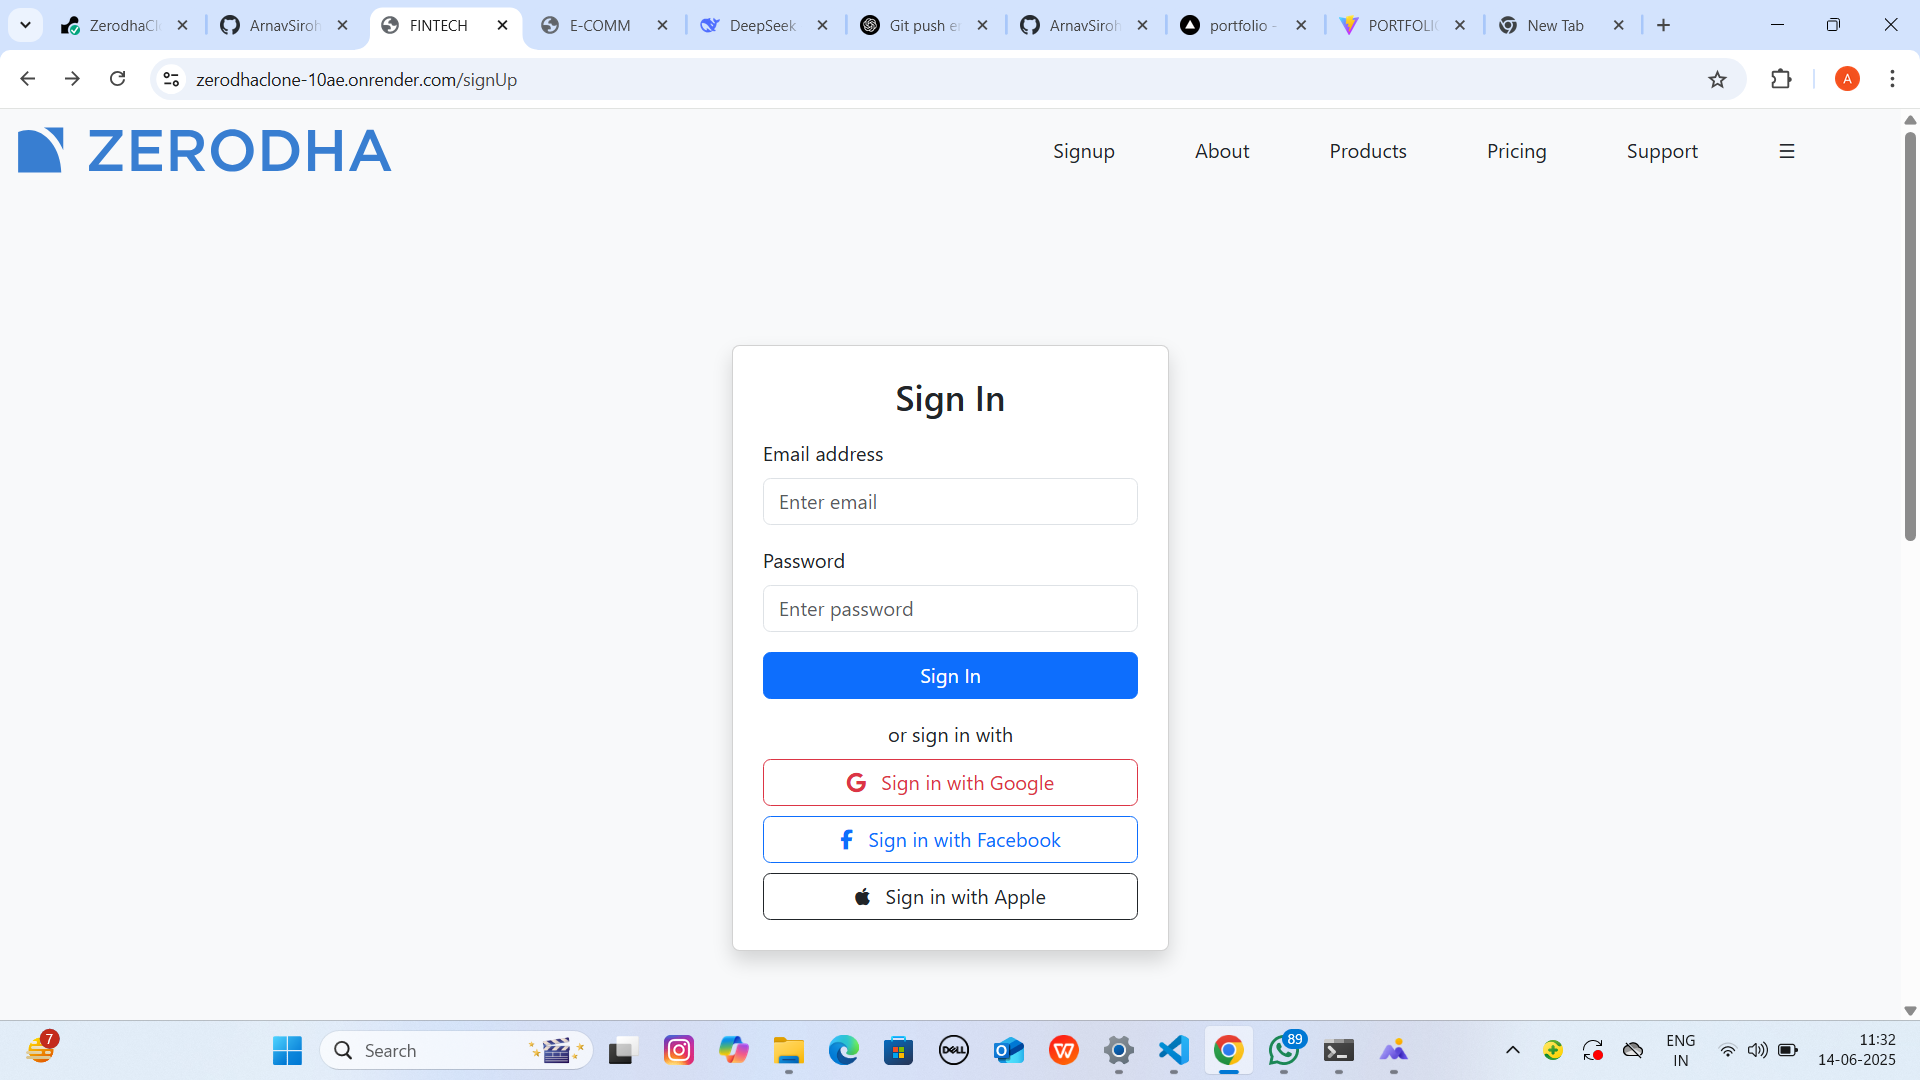 ZerodhaCl
ArnavSiroh
FINTECH
E-COMM
DeepSeek
Git push er
ArnavSiroh
portfolio -
PORTFOLIO
New Tab
zerodhaclone-10ae.onrender.com/signUp
A
ZERODHA
Signup
About
Products
Pricing
Support
Sign In
Email address
Enter email
Password
Enter password
Sign In
or sign in with
Sign in with Google
Sign in with Facebook
Sign in with Apple
7
Search
DELL
89
ENG
IN
11:32
14-06-2025